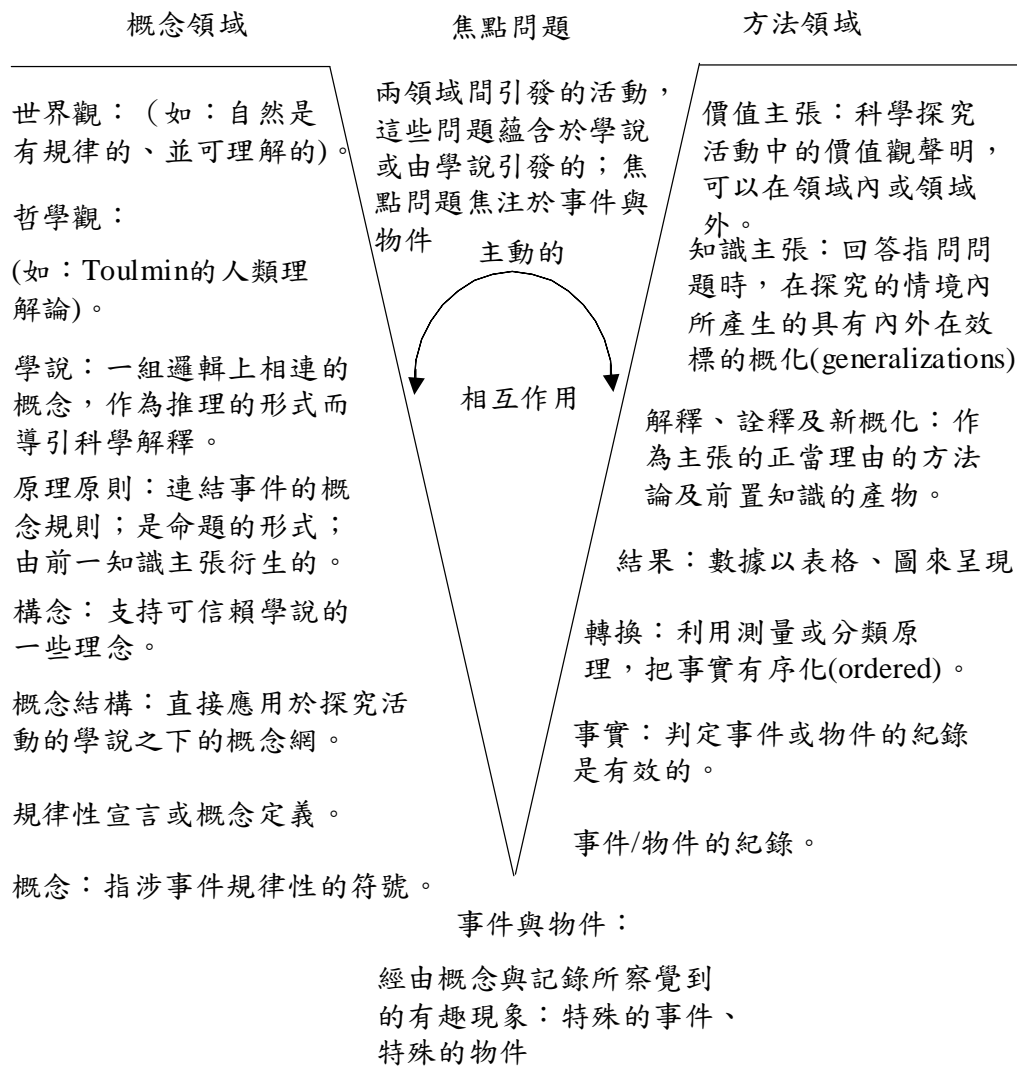 概念領域
焦點問題
方法領域
世界觀：（如：自然是
有規律的、並可理解的)。
哲學觀：
(如：Toulmin的人類理
解論)。
學說：一組邏輯上相連的
概念，作為推理的形式而
導引科學解釋。
原理原則：連結事件的概
念規則；是命題的形式；
由前一知識主張衍生的。
構念：支持可信賴學說的
一些理念。
概念結構：直接應用於探究活
動的學說之下的概念網。
規律性宣言或概念定義。
概念：指涉事件規律性的符號。
兩領域間引發的活動，
這些問題蘊含於學說
或由學說引發的；焦
點問題焦注於事件與
物件
主動的
相互作用
價值主張：科學探究
活動中的價值觀聲明，
可以在領域內或領域
外。
知識主張：回答指問問
題時，在探究的情境內
所產生的具有內外在效
標的概化(generalizations)
解釋、詮釋及新概化：作
為主張的正當理由的方法
論及前置知識的產物。
結果：數據以表格、圖來呈現
轉換：利用測量或分類原
理，把事實有序化(ordered)。
事實：判定事件或物件的紀錄
是有效的。
事件/物件的紀錄。
事件與物件：
經由概念與記錄所察覺到
的有趣現象：特殊的事件、
特殊的物件